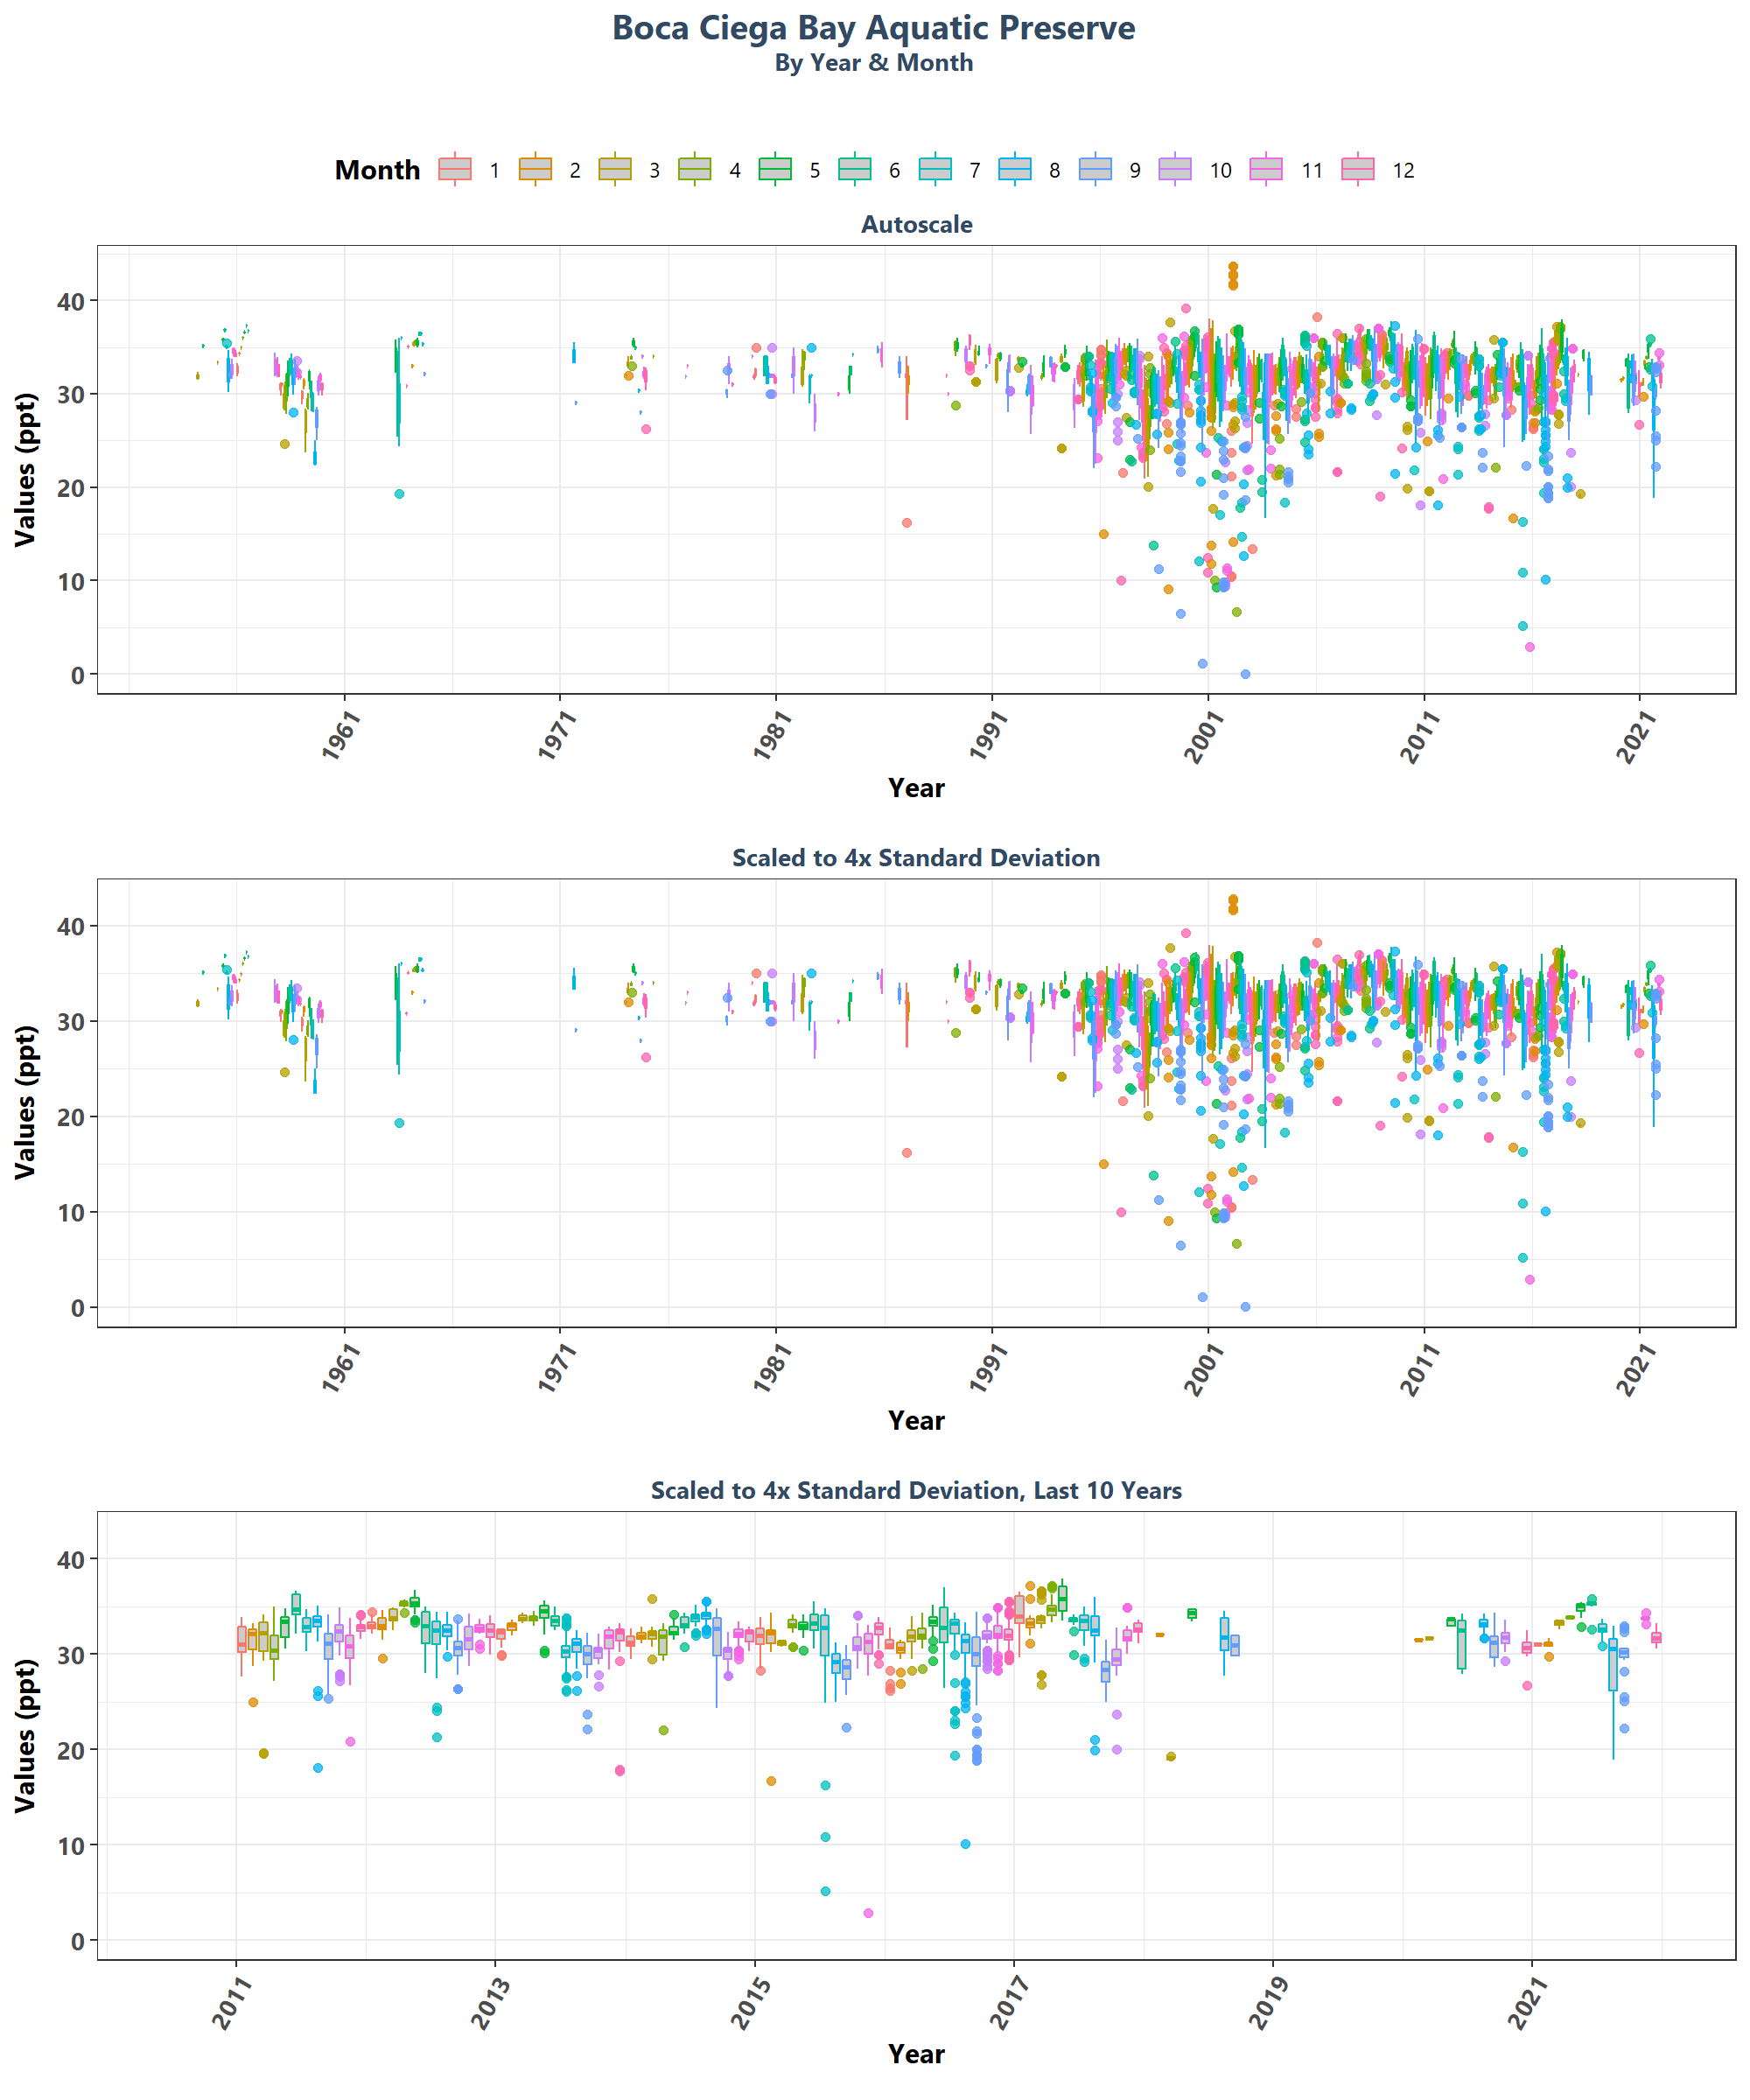 Boca Ciega Bay Aquatic Preserve
By Year & Month
Month 1 2 3 4 5 6 7 8 9 10 11 12
Autoscale
Values (ppt)
40
30
20
10
0
1961 1971 1981 1991 2001 2011 2021
Year
Scaled to 4x Standard Deviation
Values (ppt)
40
30
20
10
0
1961 1971 1981 1991 2001 2011 2021
Year
Scaled to 4x Standard Deviation, Last 10 Years
Values (ppt)
40
30
20
10
0
2011 2013 2015 2017 2019 2021
Year